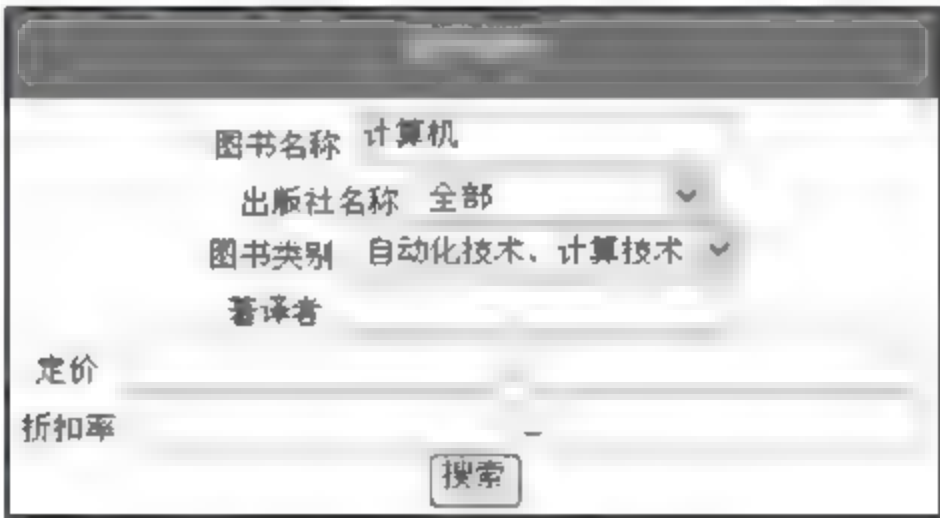 图书名称 计算机
出版社名称 全部
图书类别 自动化技术、计算技术
著译者
定价
折扣率 -
搜索